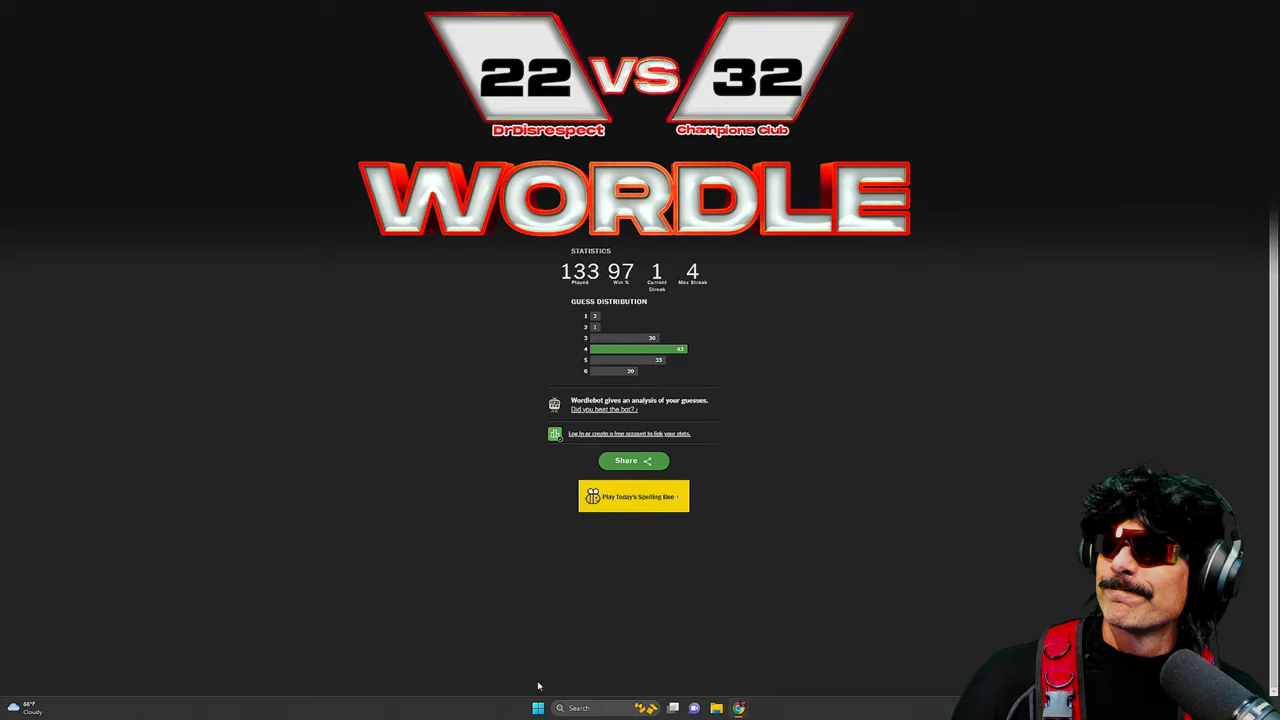 22 VS 32
DrDisrespect Champions Club
WORDLE
STATISTICS
133 97 1 4
Played Win % Current Streak Max Streak
GUESS DISTRIBUTION
1 2
2 1
3 30
4 43
5 33
6 20
Wordlebot gives an analysis of your guesses.
Did you beat the bot? ›
Log in or create a free account to link your stats.
Share
Play Today's Spelling Bee ›
66°F
Cloudy
Search